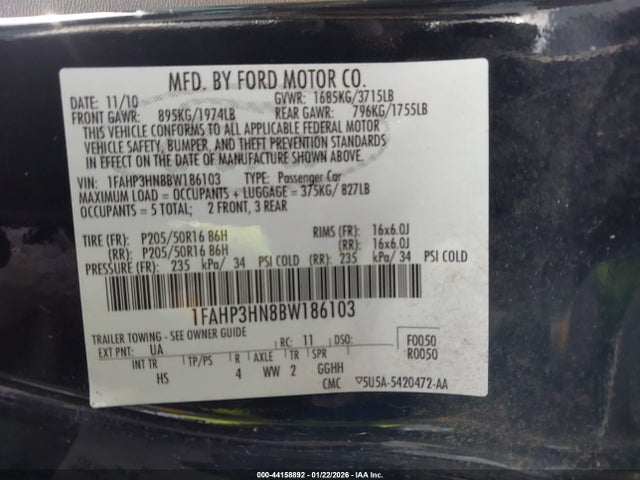 MFD. BY FORD MOTOR CO.
DATE: 11/10 GVWR: 1685KG/3715LB
FRONT GAWR: 895KG/1974LB REAR GAWR: 796KG/1755LB
THIS VEHICLE CONFORMS TO ALL APPLICABLE FEDERAL MOTOR
VEHICLE SAFETY, BUMPER, AND THEFT PREVENTION STANDARDS
IN EFFECT ON THE DATE OF MANUFACTURE SHOWN ABOVE.
VIN: 1FAHP3HN8BW186103 TYPE: Passenger Car
MAXIMUM LOAD = OCCUPANTS + LUGGAGE = 375KG/827LB
OCCUPANTS = 5 TOTAL; 2 FRONT, 3 REAR
TIRE (FR): P205/50R16 86H RIMS (FR): 16x6.0J
(RR): P205/50R16 86H (RR): 16x6.0J
PRESSURE (FR): 235 kPa/ 34 PSI COLD (RR): 235 kPa/ 34 PSI COLD
1FAHP3HN8BW186103
TRAILER TOWING - SEE OWNER GUIDE
EXT PNT: UA RC: 11 DSO: F0050
R0050
INT TR TP/PS R AXLE TR SPR
HS 4 WW 2 GGHH
CMC ▽5U5A-5420472-AA
000-44158892 - 01/22/2026 - IAA Inc.